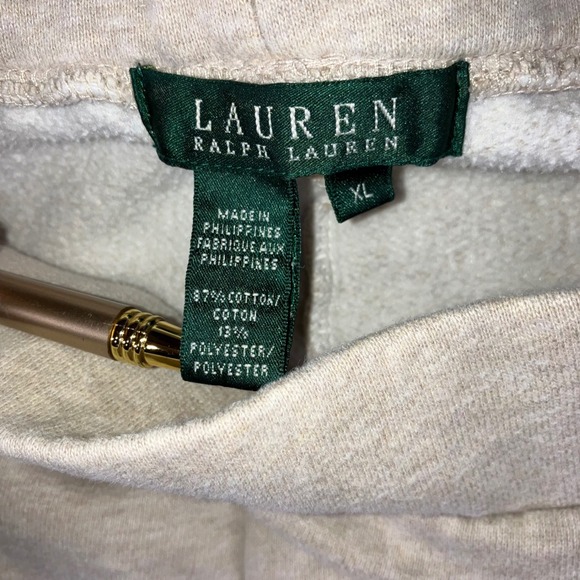 LAUREN
RALPH LAUREN
XL
MADE IN
PHILIPPINES
FABRIQUE AUX
PHILIPPINES
87% COTTON/
COTON
13%
POLYESTER/
POLYESTER